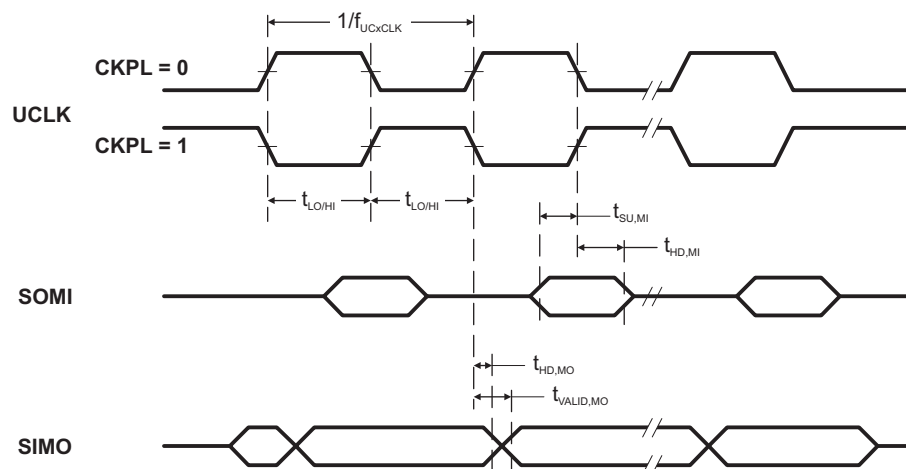 1/fUCxCLK
CKPL = 0
UCLK
CKPL = 1
tLO/HI tLO/HI
tSU,MI
tHD,MI
SOMI
tHD,MO
tVALID,MO
SIMO